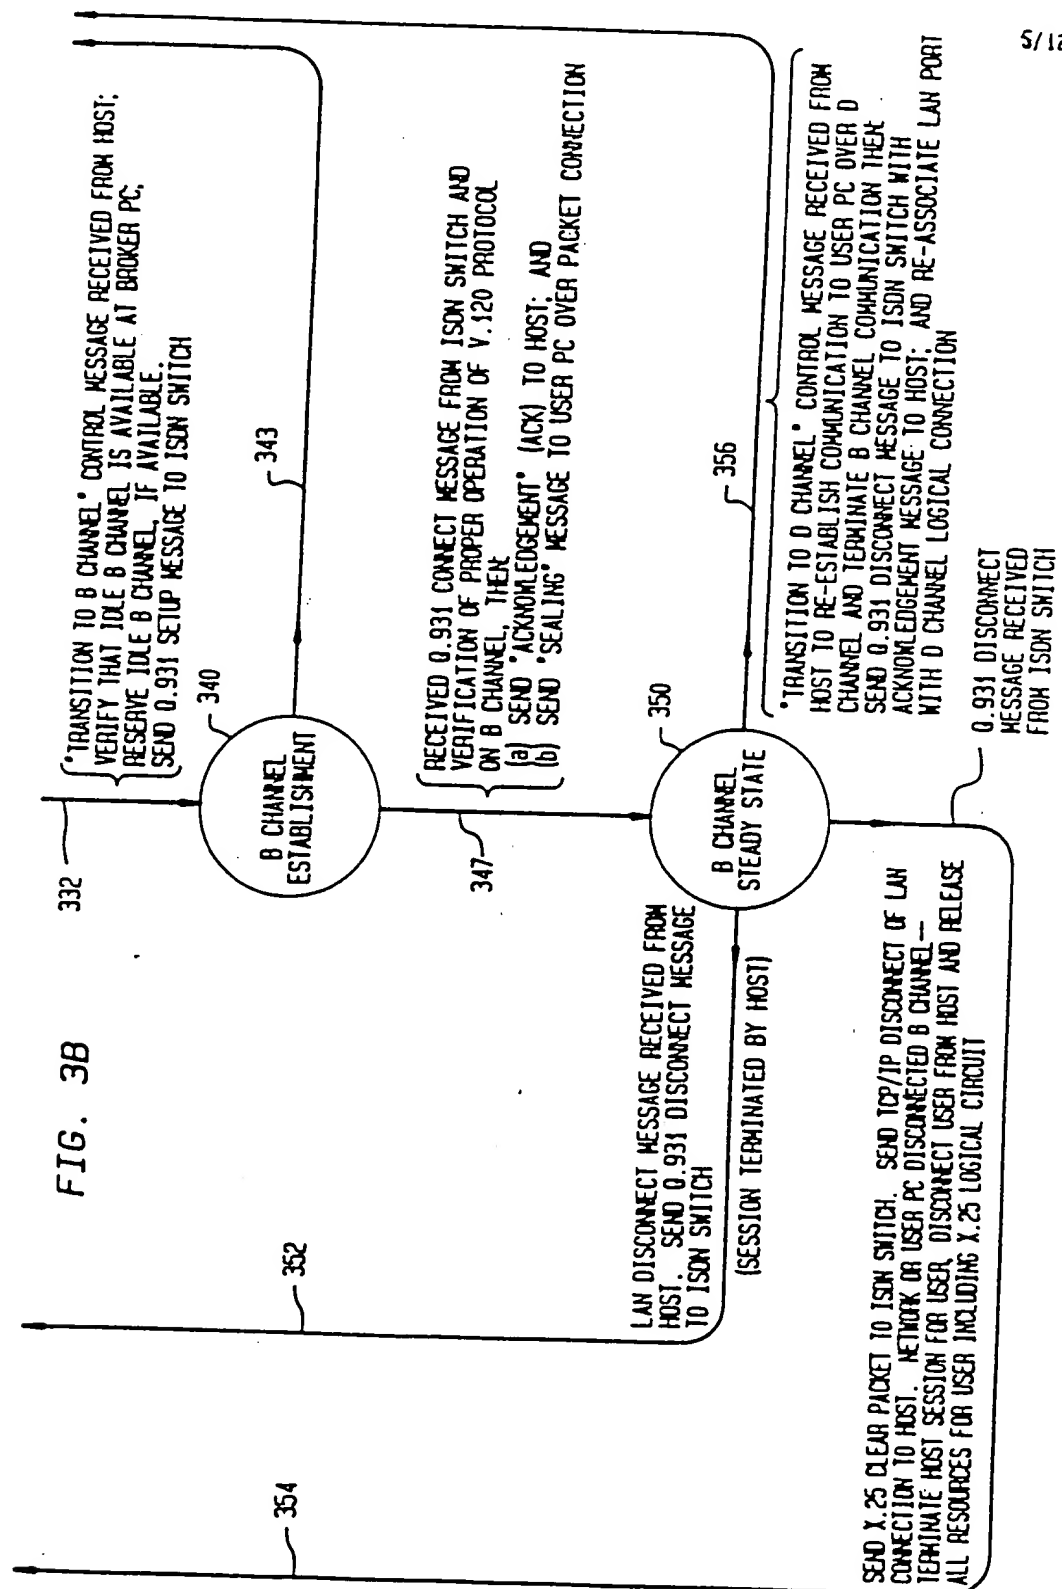 5/12
FIG. 3B
332
"TRANSITION TO B CHANNEL" CONTROL MESSAGE RECEIVED FROM HOST;
VERIFY THAT IDLE B CHANNEL IS AVAILABLE AT BROKER PC,
RESERVE IDLE B CHANNEL, IF AVAILABLE.
SEND Q.931 SETUP MESSAGE TO ISDN SWITCH
340
B CHANNEL
ESTABLISHMENT
343
347
RECEIVED Q.931 CONNECT MESSAGE FROM ISDN SWITCH AND
VERIFICATION OF PROPER OPERATION OF V.120 PROTOCOL
ON B CHANNEL, THEN:
(a) SEND "ACKNOWLEDGEMENT" (ACK) TO HOST; AND
(b) SEND "SEALING" MESSAGE TO USER PC OVER PACKET CONNECTION
350
B CHANNEL
STEADY STATE
352
LAN DISCONNECT MESSAGE RECEIVED FROM
HOST. SEND Q.931 DISCONNECT MESSAGE
TO ISDN SWITCH
(SESSION TERMINATED BY HOST)
356
"TRANSITION TO D CHANNEL" CONTROL MESSAGE RECEIVED FROM
HOST TO RE-ESTABLISH COMMUNICATION TO USER PC OVER D
CHANNEL AND TERMINATE B CHANNEL COMMUNICATION THEN:
SEND Q.931 DISCONNECT MESSAGE TO ISDN SWITCH WITH
ACKNOWLEDGEMENT MESSAGE TO HOST; AND RE-ASSOCIATE LAN PORT
WITH D CHANNEL LOGICAL CONNECTION
354
SEND X.25 CLEAR PACKET TO ISDN SWITCH. SEND TCP/IP DISCONNECT OF LAN
CONNECTION TO HOST. NETWORK OR USER PC DISCONNECTED B CHANNEL--
TERMINATE HOST SESSION FOR USER, DISCONNECT USER FROM HOST AND RELEASE
ALL RESOURCES FOR USER INCLUDING X.25 LOGICAL CIRCUIT
Q.931 DISCONNECT
MESSAGE RECEIVED
FROM ISDN SWITCH